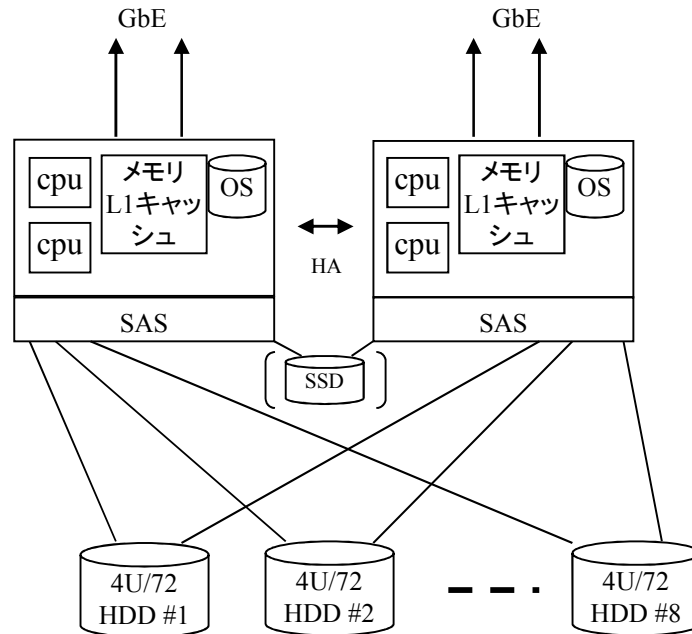 GbE
GbE
cpu
cpu
メモリ
L1キャッ
シュ
OS
HA
cpu
cpu
メモリ
L1キャッ
シュ
OS
SAS
SAS
SSD
4U/72
HDD #1
4U/72
HDD #2
4U/72
HDD #8